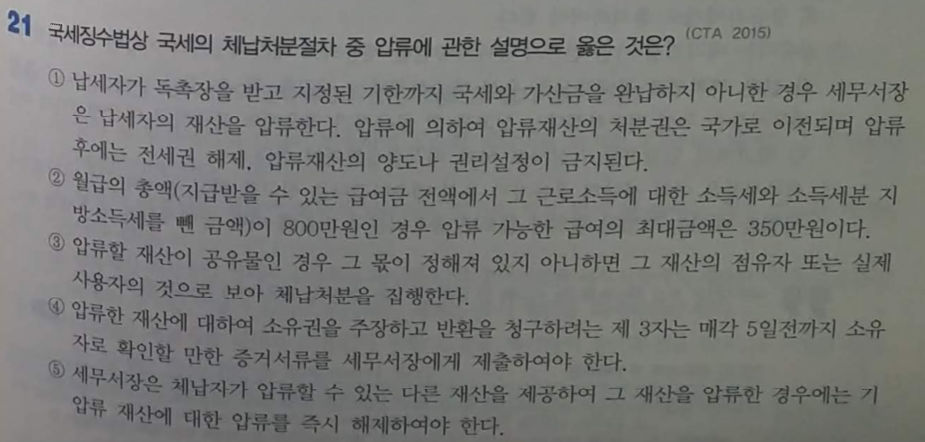 21 국세징수법상 국세의 체납처분절차 중 압류에 관한 설명으로 옳은 것은? (CTA 2015)
① 납세자가 독촉장을 받고 지정된 기한까지 국세와 가산금을 완납하지 아니한 경우 세무서장
은 납세자의 재산을 압류한다. 압류에 의하여 압류재산의 처분권은 국가로 이전되며 압류
후에는 전세권 해제, 압류재산의 양도나 권리설정이 금지된다.
② 월급의 총액(지급받을 수 있는 급여금 전액에서 그 근로소득에 대한 소득세와 소득세분 지
방소득세를 뺀 금액)이 800만원인 경우 압류 가능한 급여의 최대금액은 350만원이다.
③ 압류할 재산이 공유물인 경우 그 몫이 정해져 있지 아니하면 그 재산의 점유자 또는 실제
사용자의 것으로 보아 체납처분을 집행한다.
④ 압류한 재산에 대하여 소유권을 주장하고 반환을 청구하려는 제 3자는 매각 5일전까지 소유
자로 확인할 만한 증거서류를 세무서장에게 제출하여야 한다.
⑤ 세무서장은 체납자가 압류할 수 있는 다른 재산을 제공하여 그 재산을 압류한 경우에는 기
압류 재산에 대한 압류를 즉시 해제하여야 한다.